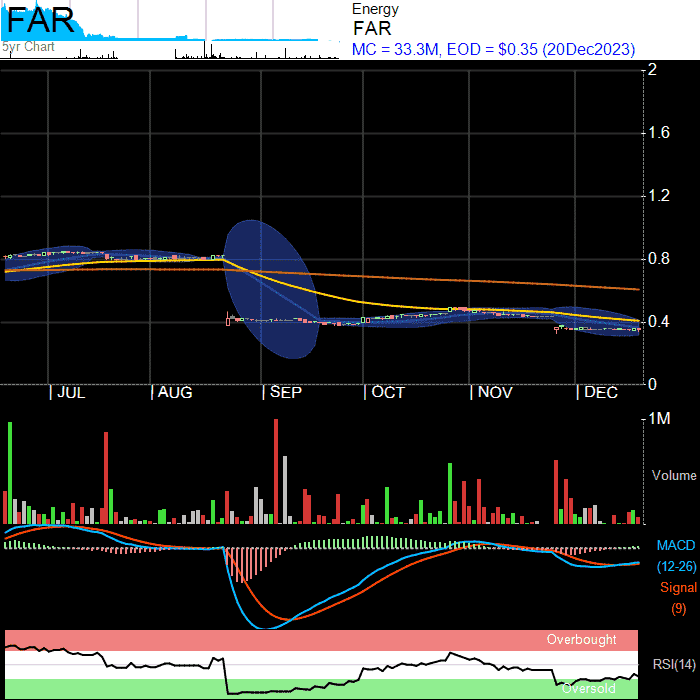 FAR
5yr Chart
Energy
FAR
MC = 33.3M, EOD = $0.35 (20Dec2023)
2
1.6
1.2
0.8
0.4
0
| JUL | AUG | SEP | OCT | NOV | DEC
1M
Volume
MACD
(12-26)
Signal
(9)
Overbought
RSI(14)
Oversold